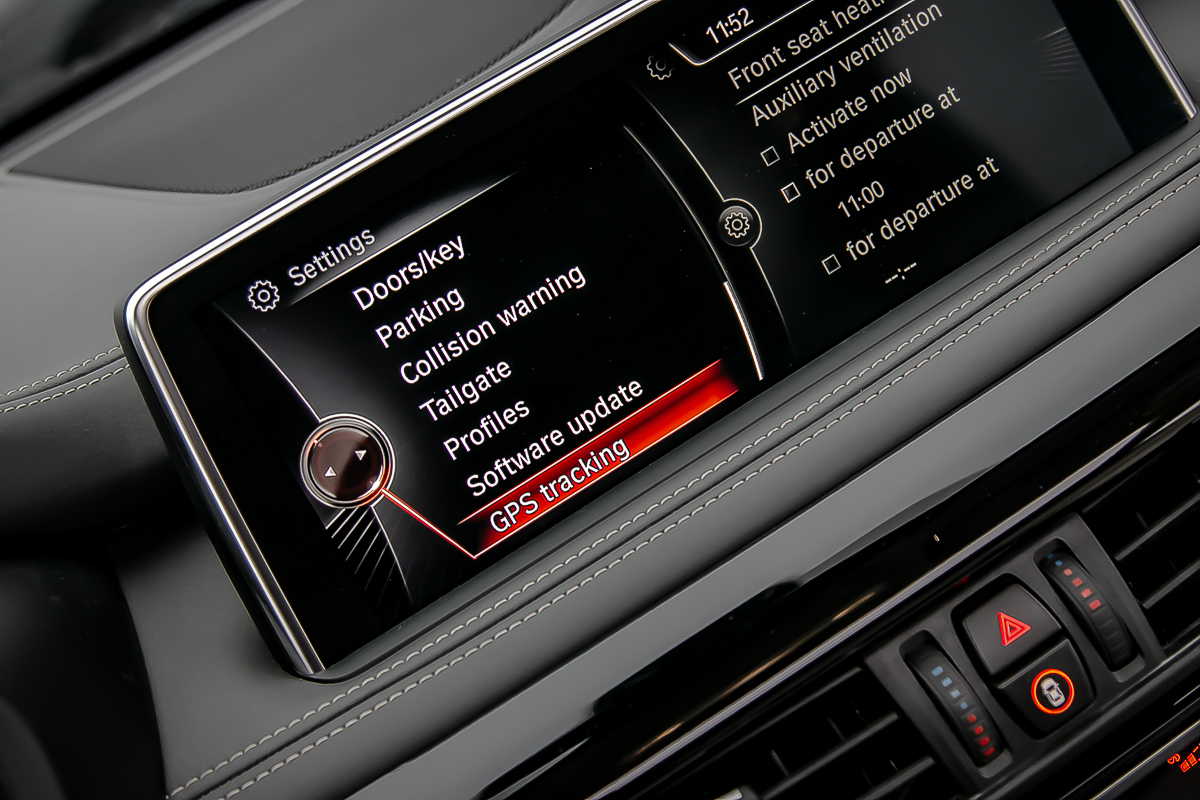 Settings
Doors/key
Parking
Collision warning
Tailgate
Profiles
Software update
GPS tracking
11:52
Front seat
Auxiliary ventilation
Activate now
for departure at
11:00
for departure at
--:--